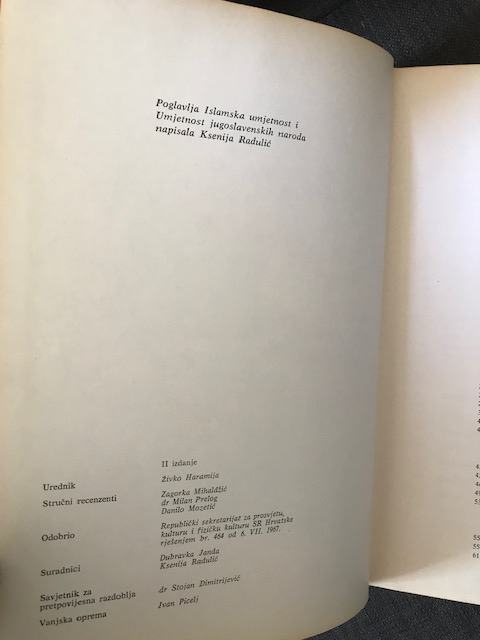 Poglavlja Islamska umjetnost i
Umjetnost jugoslavenskih naroda
napisala Ksenija Radulić
II izdanje
Urednik Živko Haramija
Stručni recenzenti Zagorka Mihaldžić
dr Milan Prelog
Danilo Mozetić
Odobrio Republički sekretarijat za prosvjetu,
kulturu i fizičku kulturu SR Hrvatske
rješenjem br. 464 od 6. VII. 1967.
Suradnici Dubravka Janda
Ksenija Radulić
Savjetnik za
pretpovijesna razdoblja dr Stojan Dimitrijević
Vanjska oprema Ivan Picelj